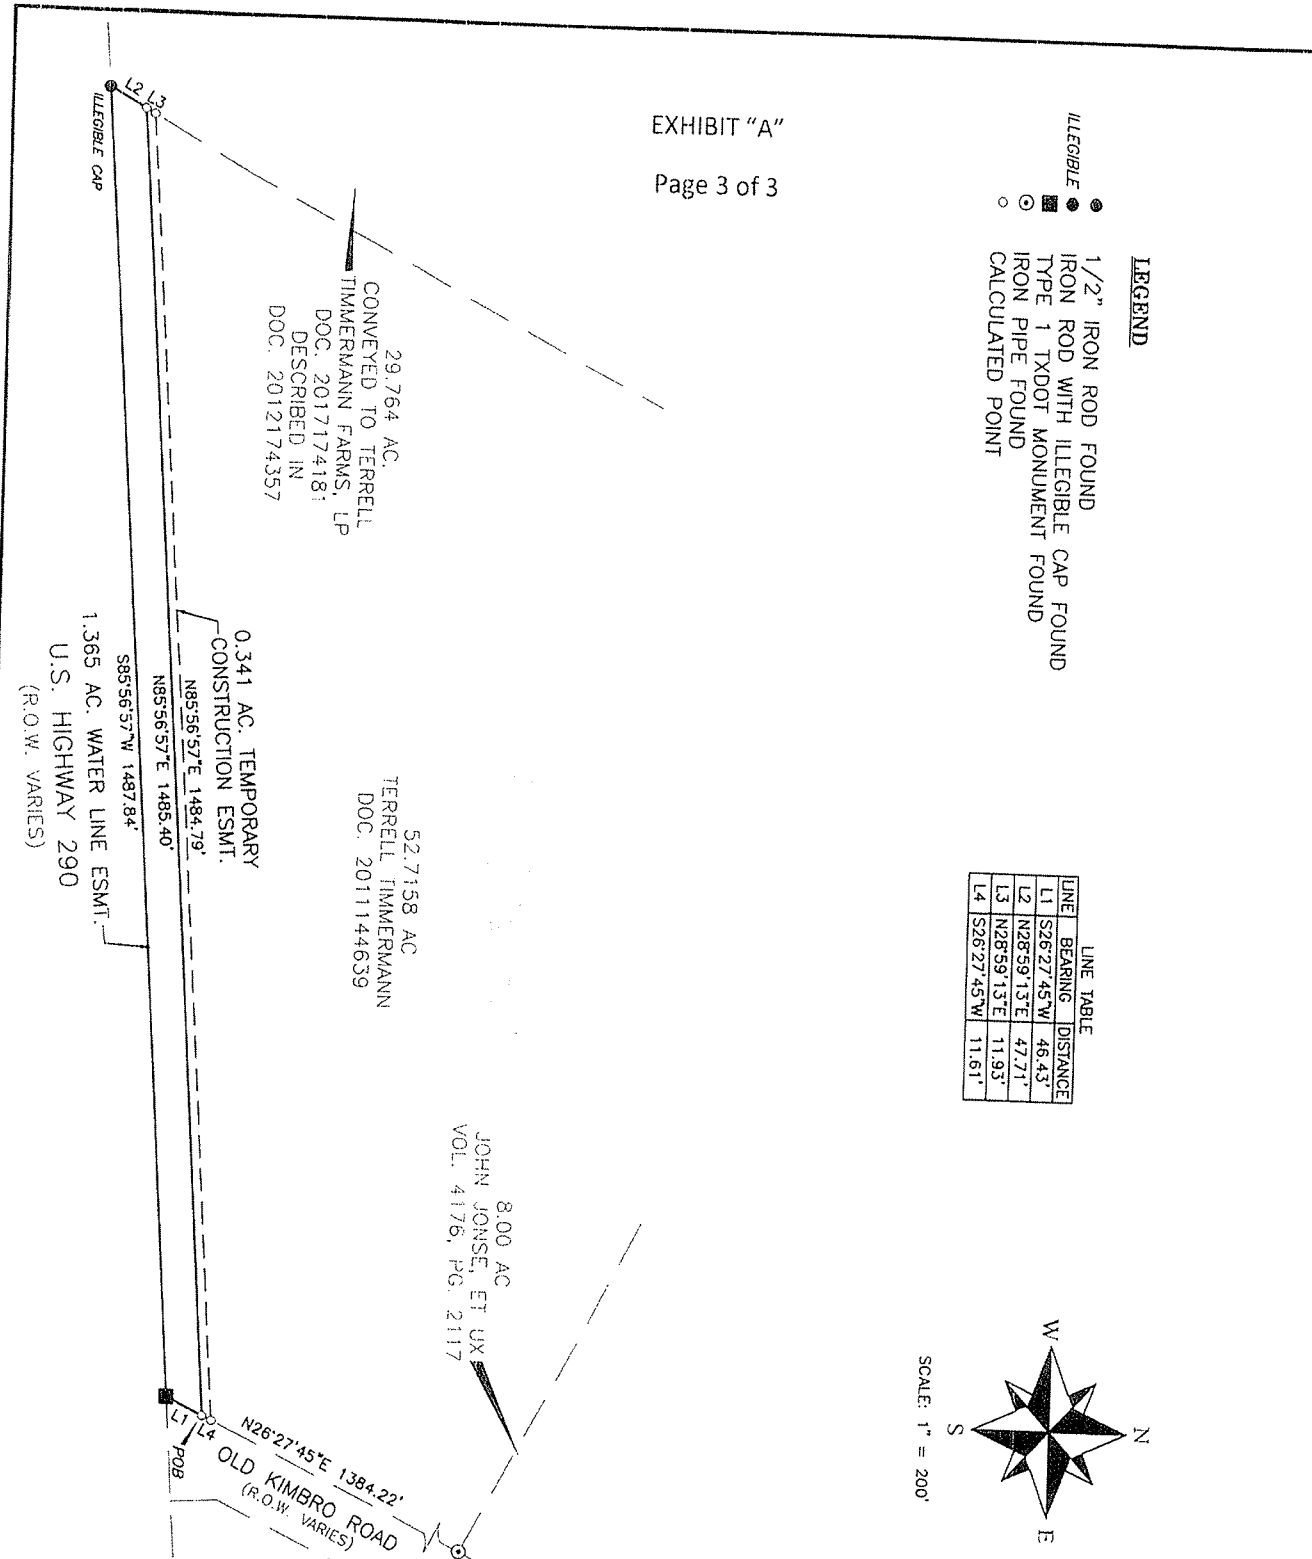 EXHIBIT “A”
Page 3 of 3
LEGEND
1/2" IRON ROD FOUND
ILLEGIBLE
IRON ROD WITH ILLEGIBLE CAP FOUND
TYPE 1 TXDOT MONUMENT FOUND
IRON PIPE FOUND
CALCULATED POINT
LINE TABLE
LINE BEARING DISTANCE
L1 S26°27'45"W 46.43'
L2 N28°59'13"E 47.71'
L3 N28°59'13"E 11.93'
L4 S26°27'45"W 11.61'
N
W
E
S
SCALE: 1" = 200'
8.00 AC
JOHN JONSE, ET UX
VOL. 4176, PG. 2117
52.7158 AC
TERRELL TIMMERMANN
DOC. 2011144639
29.764 AC.
CONVEYED TO TERRELL
TIMMERMANN FARMS, LP
DOC. 2017174181
DESCRIBED IN
DOC. 2012174357
0.341 AC. TEMPORARY
CONSTRUCTION ESMT.
N85°56'57"E 1484.79'
N85°56'57"E 1485.40'
S85°56'57"W 1487.84'
1.365 AC. WATER LINE ESMT.
U.S. HIGHWAY 290
(R.O.W. VARIES)
L2
L3
ILLEGIBLE CAP
L1
L4
POB
N26°27'45"E 1384.22'
OLD KIMBRO ROAD
(R.O.W. VARIES)